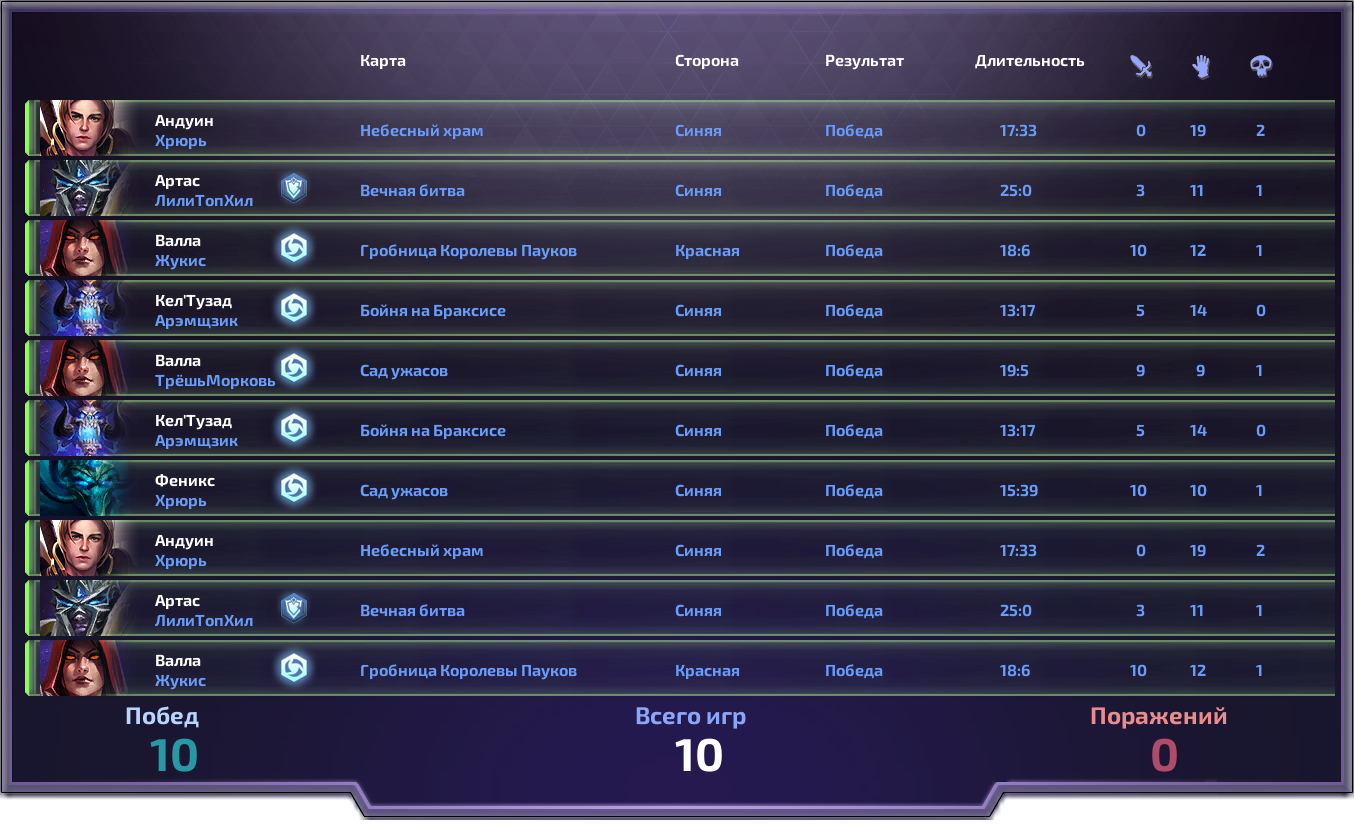 Карта Сторона Результат Длительность
Андуин
Хрюрь
Небесный храм Синяя Победа 17:33 0 19 2
Артас
ЛилиТопХил
Вечная битва Синяя Победа 25:0 3 11 1
Валла
Жукис
Гробница Королевы Пауков Красная Победа 18:6 10 12 1
Кел'Тузад
Арэмщзик
Бойня на Браксисе Синяя Победа 13:17 5 14 0
Валла
ТрёшьМорковь
Сад ужасов Синяя Победа 19:5 9 9 1
Кел'Тузад
Арэмщзик
Бойня на Браксисе Синяя Победа 13:17 5 14 0
Феникс
Хрюрь
Сад ужасов Синяя Победа 15:39 10 10 1
Андуин
Хрюрь
Небесный храм Синяя Победа 17:33 0 19 2
Артас
ЛилиТопХил
Вечная битва Синяя Победа 25:0 3 11 1
Валла
Жукис
Гробница Королевы Пауков Красная Победа 18:6 10 12 1
Побед Всего игр Поражений
10 10 0